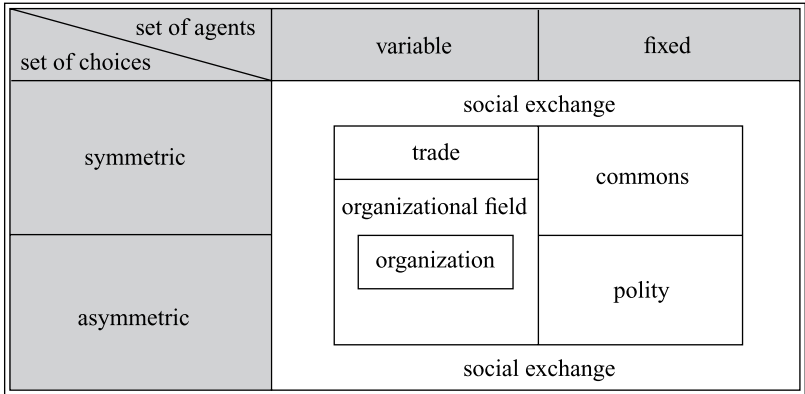 set of agents
set of choices
variable
fixed
social exchange
symmetric
trade
commons
organizational field
organization
asymmetric
polity
social exchange